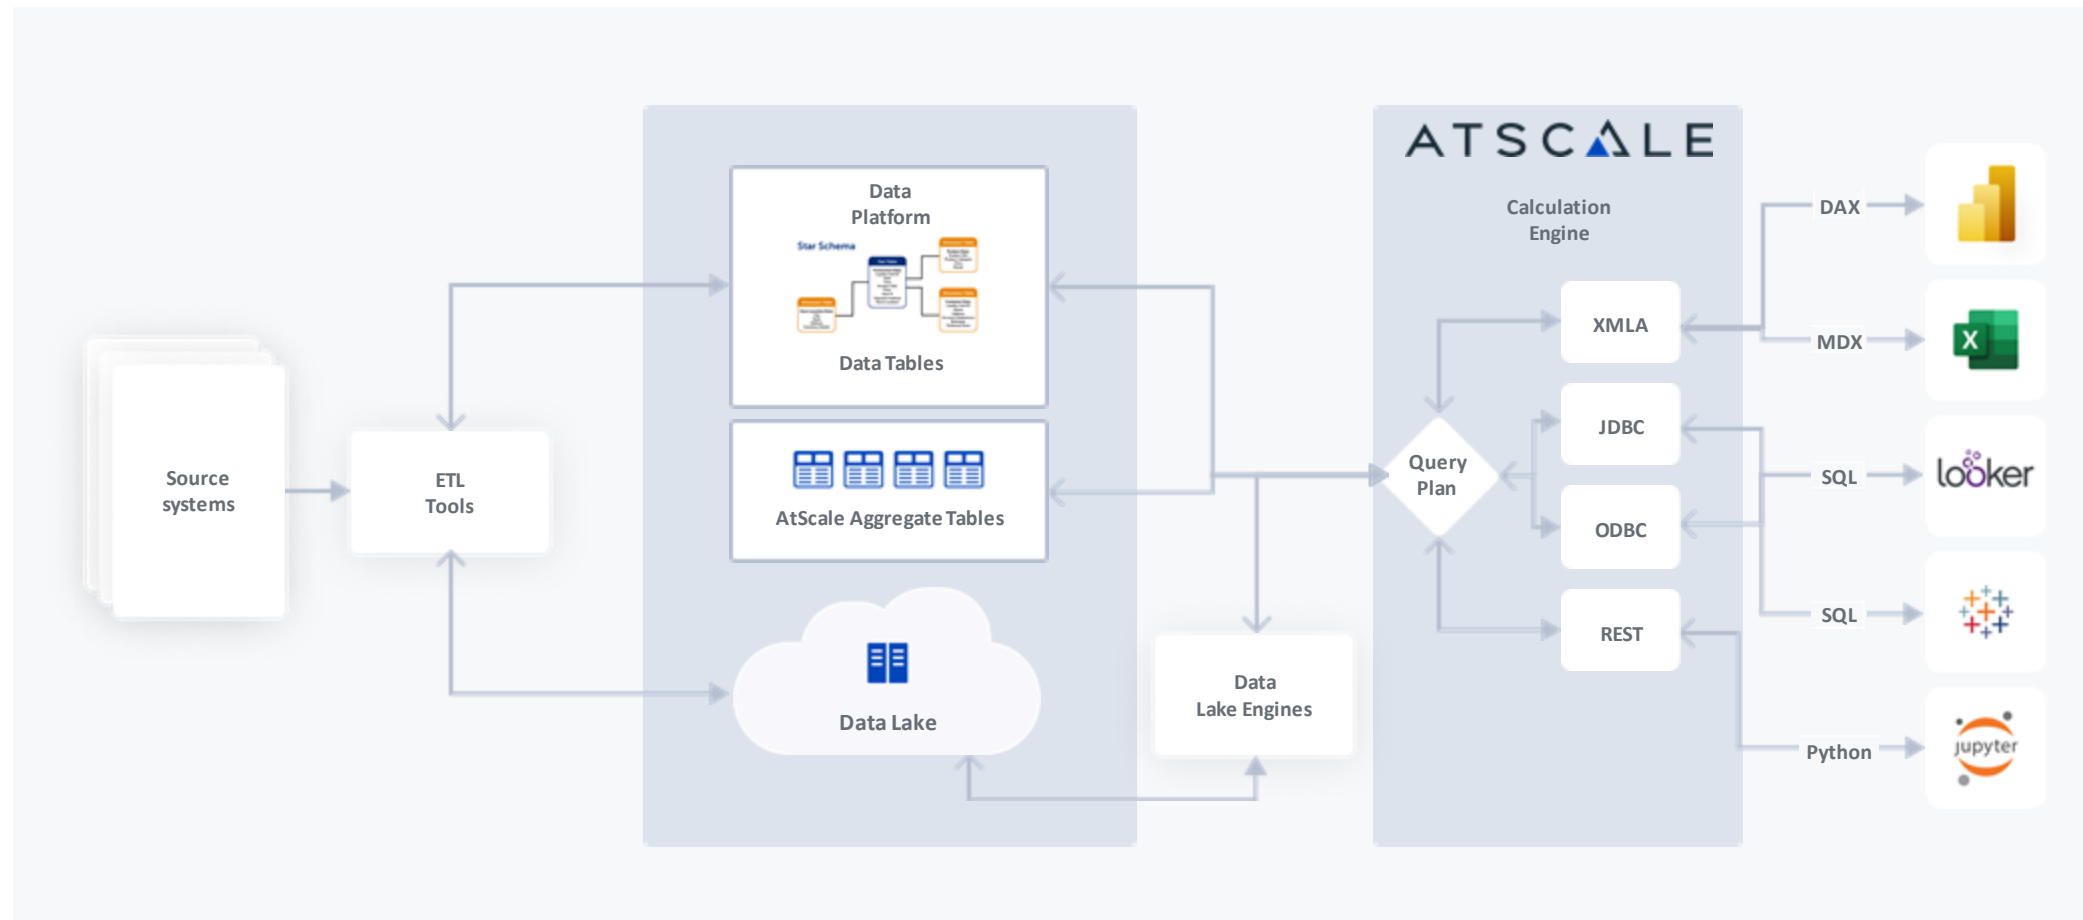 ATSCALE
Data
Platform
Star Schema
Data Tables
AtScale Aggregate Tables
Data Lake
Source
systems
ETL
Tools
Data
Lake Engines
Calculation
Engine
Query
Plan
XMLA
JDBC
ODBC
REST
DAX
MDX
SQL
SQL
Python
X
looker
jupyter